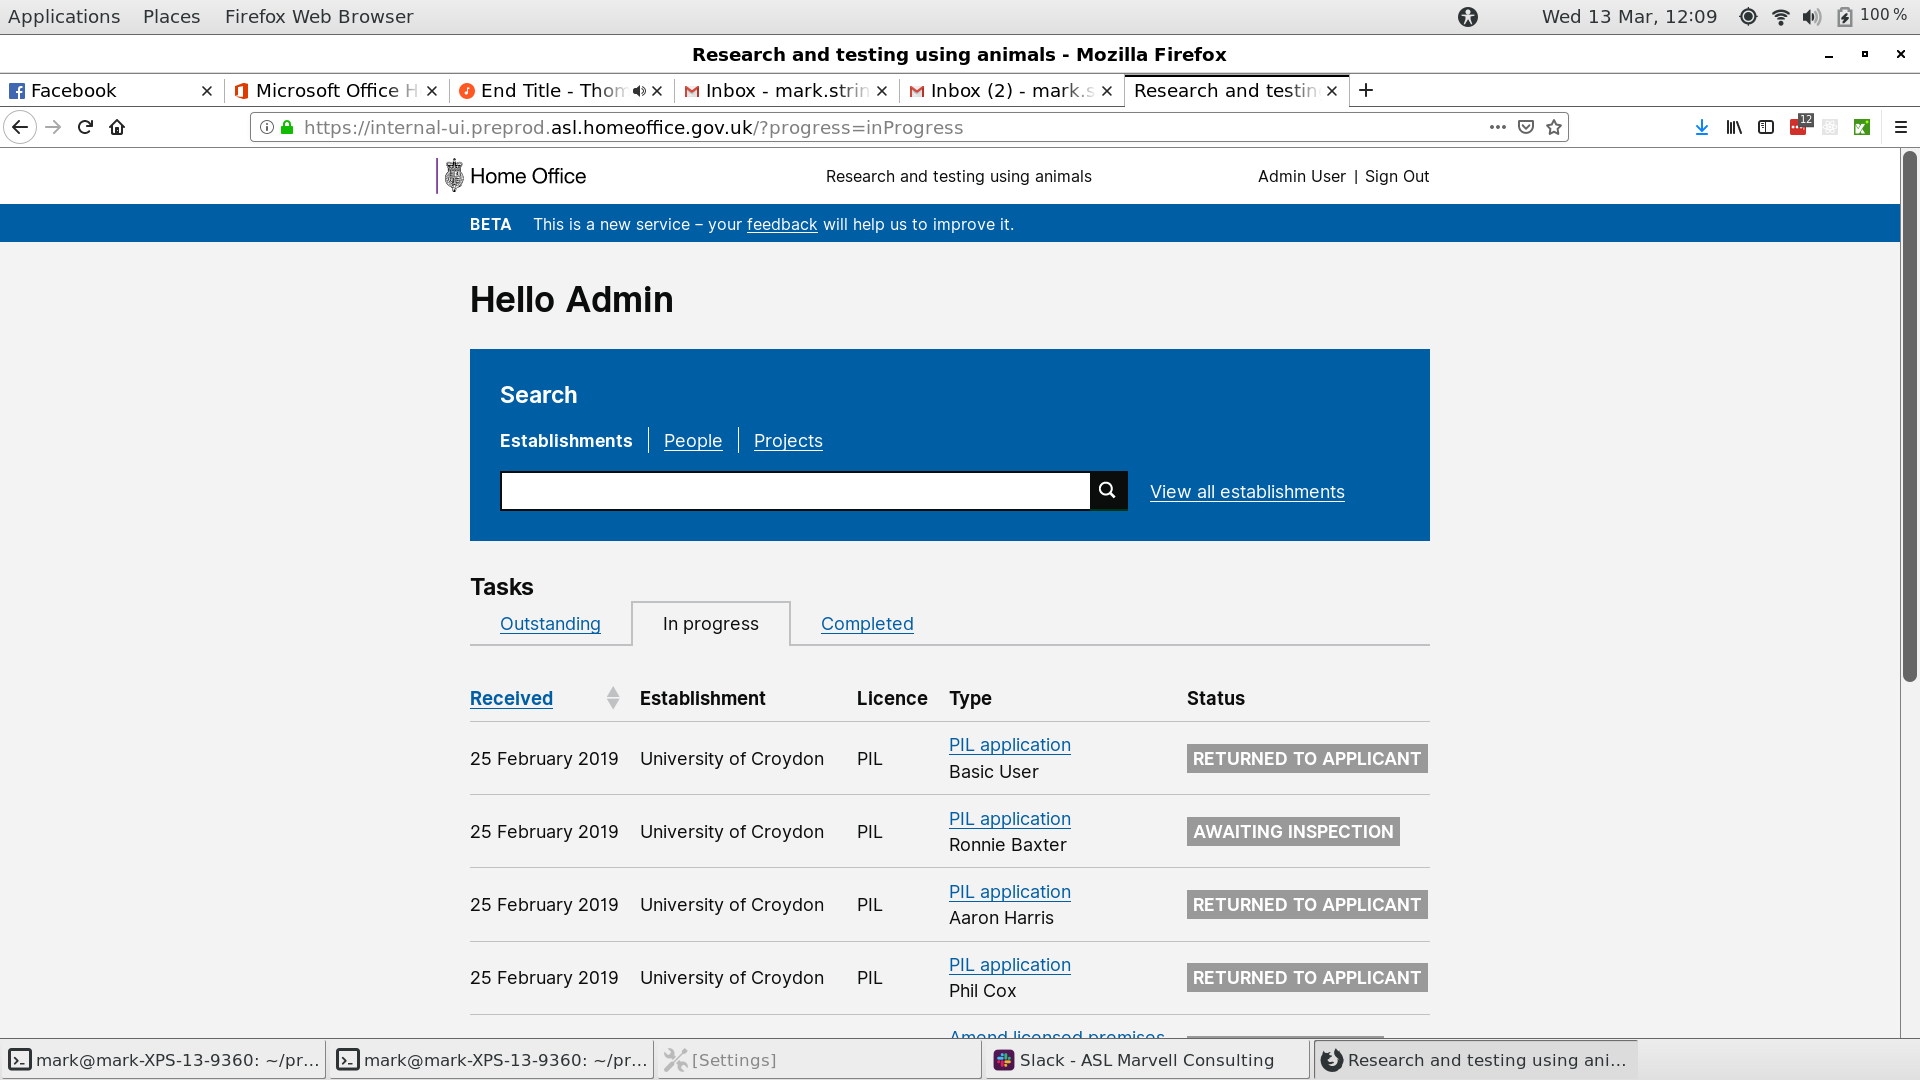 Applications Places Firefox Web Browser Wed 13 Mar, 12:09 100 %
Research and testing using animals - Mozilla Firefox
Facebook Microsoft Office H End Title - Thom Inbox - mark.strin Inbox (2) - mark.s Research and testin
https://internal-ui.preprod.asl.homeoffice.gov.uk/?progress=inProgress 12
Home Office Research and testing using animals Admin User | Sign Out
BETA This is a new service – your feedback will help us to improve it.
Hello Admin
Search
Establishments People Projects
View all establishments
Tasks
Outstanding In progress Completed
Received Establishment Licence Type Status
25 February 2019 University of Croydon PIL PIL application RETURNED TO APPLICANT
Basic User
25 February 2019 University of Croydon PIL PIL application AWAITING INSPECTION
Ronnie Baxter
25 February 2019 University of Croydon PIL PIL application RETURNED TO APPLICANT
Aaron Harris
25 February 2019 University of Croydon PIL PIL application RETURNED TO APPLICANT
Phil Cox
Amend licensed premises
mark@mark-XPS-13-9360: ~/pr... mark@mark-XPS-13-9360: ~/pr... [Settings] Slack - ASL Marvell Consulting Research and testing using ani...